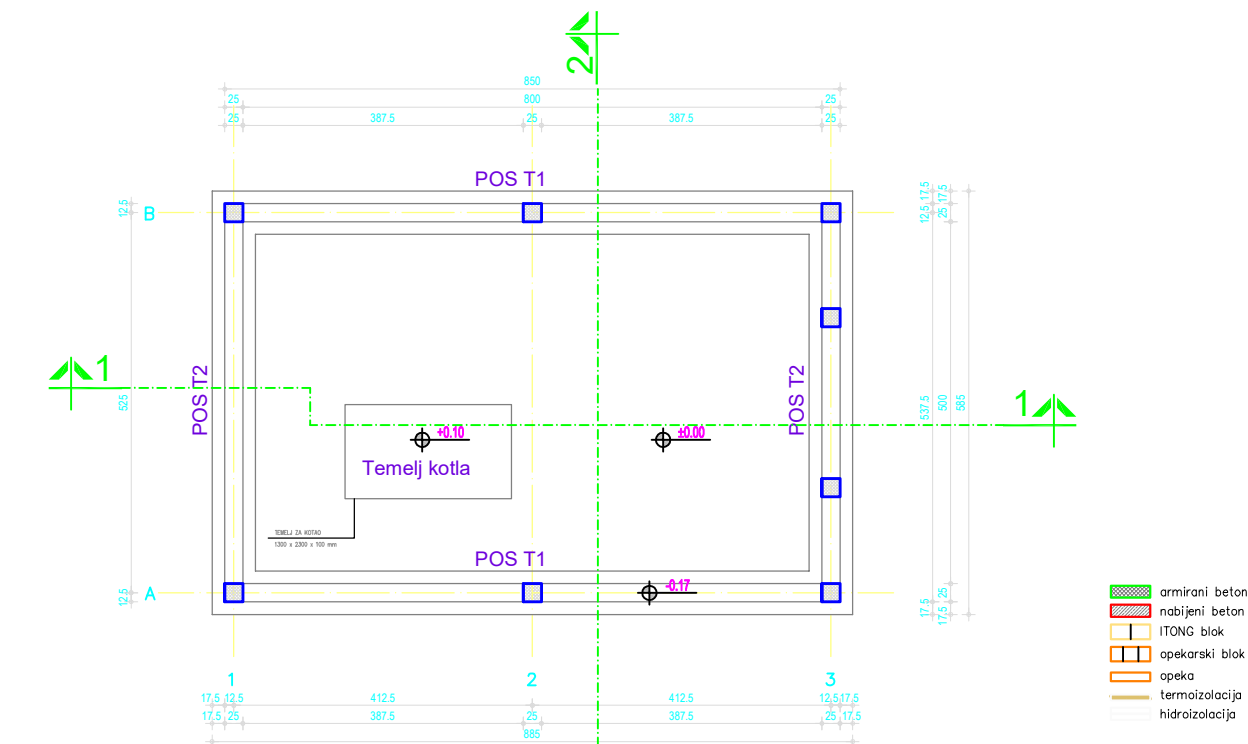 2
850
25 800 25
25 387.5 25 387.5 25
POS T1
12.5
B
12.5 17.5
25 17.5
1
525
POS T2
POS T2
537.5
500
585
1
+0.10
±0.00
Temelj kotla
TEMELJ ZA KOTAO
1300 x 2300 x 100 mm
POS T1
-0.17
12.5
A
17.5
17.5 25
1 2 3
17.5 12.5 412.5 412.5 12.5 17.5
17.5 25 387.5 25 387.5 25 17.5
885
armirani beton
nabijeni beton
ITONG blok
opekarski blok
opeka
termoizolacija
hidroizolacija